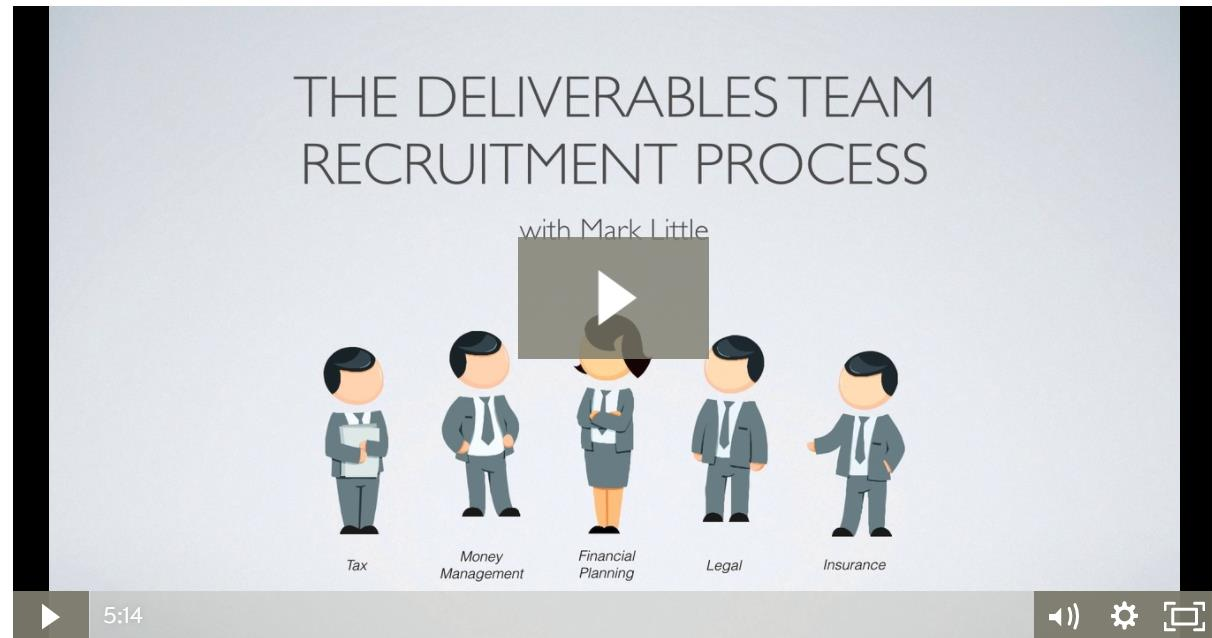 THE DELIVERABLES TEAM
RECRUITMENT PROCESS
with Mark Little
Tax
Money
Management
Financial
Planning
Legal
Insurance
5:14